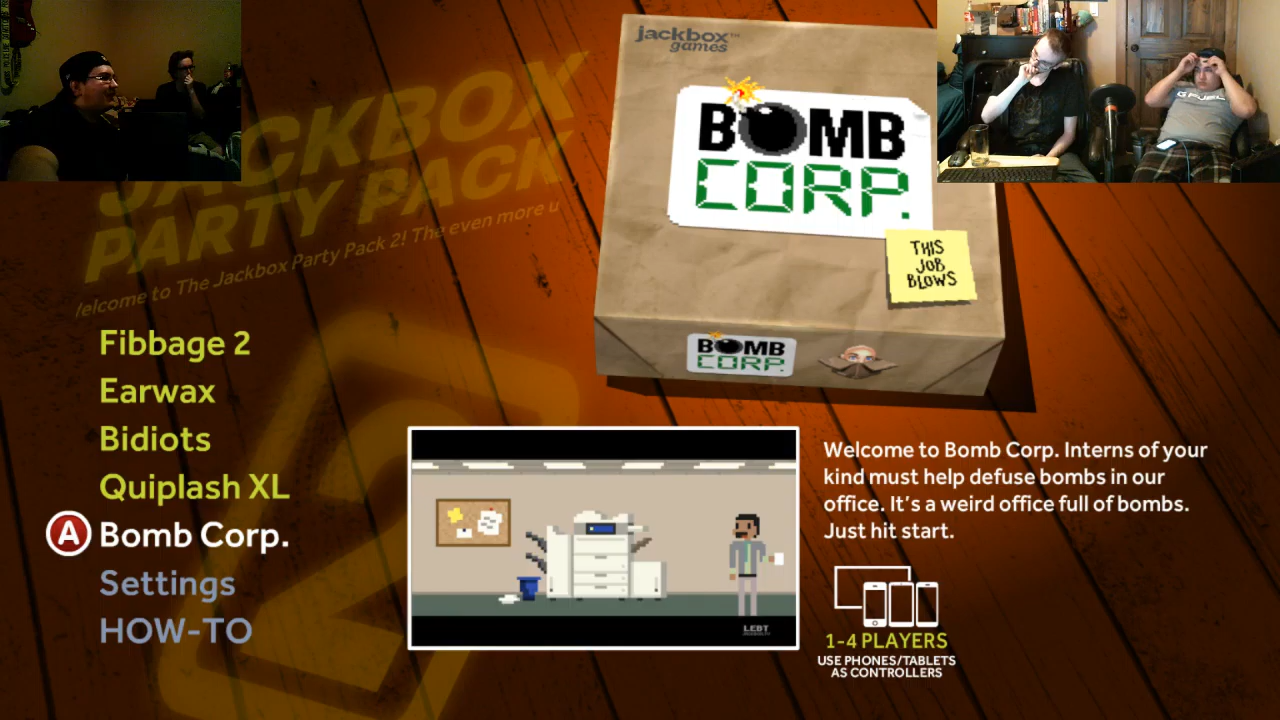 jackbox™
games
BOMB
CORP.
THIS
JOB
BLOWS
BOMB
CORP.
G FUEL
JACKBOX
PARTY PACK
elcome to The Jackbox Party Pack 2! The even more u
Fibbage 2
Earwax
Bidiots
Quiplash XL
A Bomb Corp.
Settings
HOW-TO
LEBT
Welcome to Bomb Corp. Interns of your
kind must help defuse bombs in our
office. It's a weird office full of bombs.
Just hit start.
1-4 PLAYERS
USE PHONES/TABLETS
AS CONTROLLERS